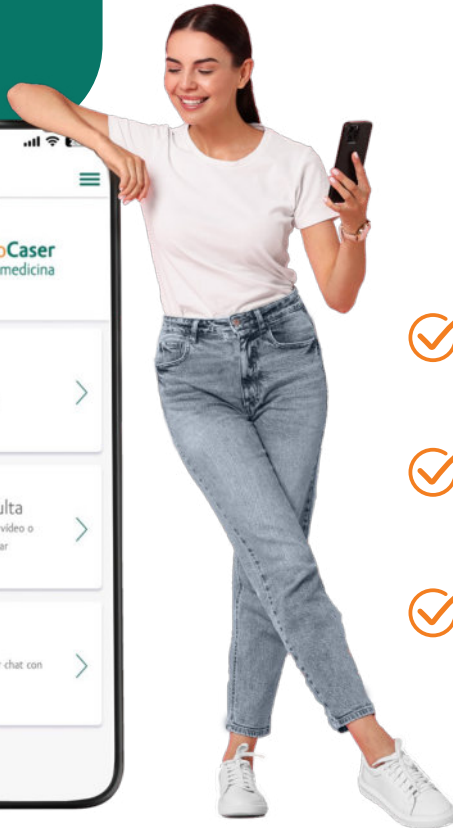 oCaser
medicina
ulta
vídeo o
ar
r chat con